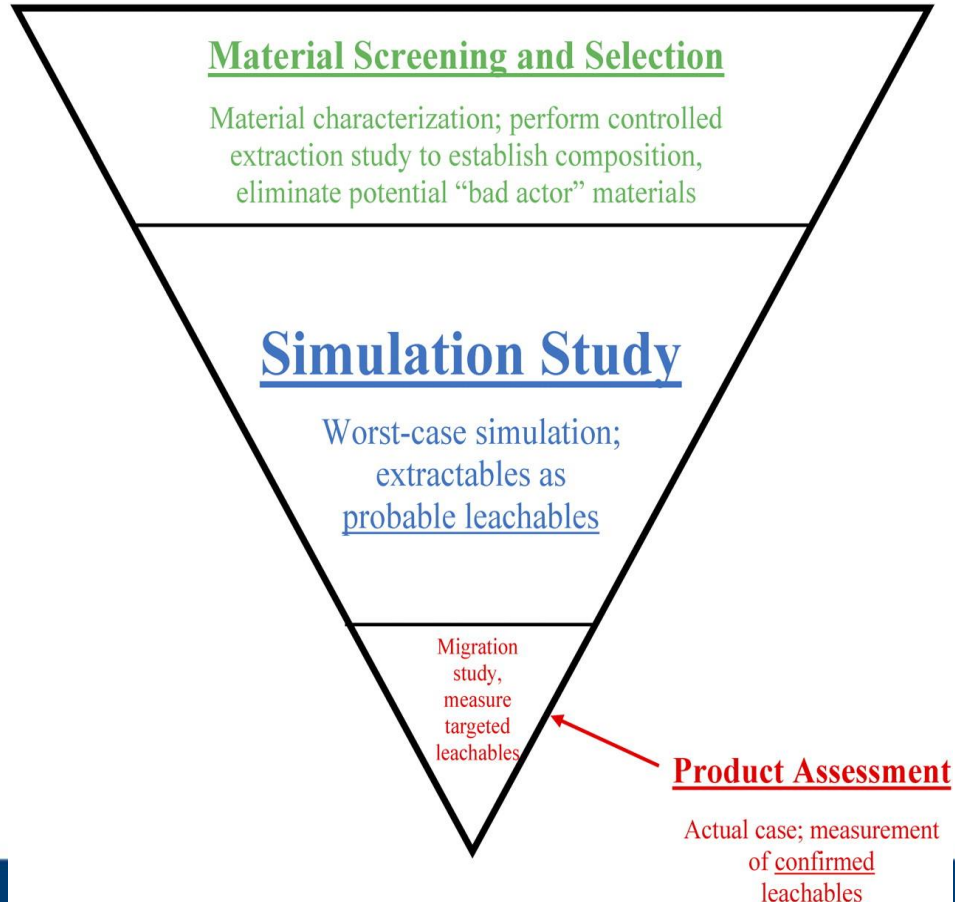 Material Screening and Selection
Material characterization; perform controlled
extraction study to establish composition,
eliminate potential “bad actor” materials
Simulation Study
Worst-case simulation;
extractables as
probable leachables
Migration
study,
measure
targeted
leachables
Product Assessment
Actual case; measurement
of confirmed
leachables